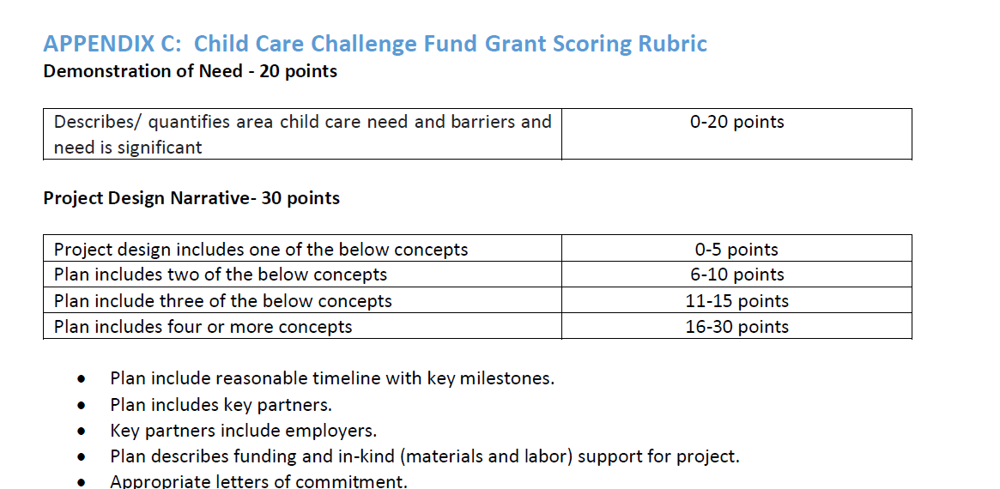 APPENDIX C:  Child Care Challenge Fund Grant Scoring Rubric
Demonstration of Need - 20 points
Describes/ quantifies area child care need and barriers and
need is significant
0-20 points
Project Design Narrative- 30 points
Project design includes one of the below concepts 0-5 points
Plan includes two of the below concepts 6-10 points
Plan include three of the below concepts 11-15 points
Plan includes four or more concepts 16-30 points
• Plan include reasonable timeline with key milestones.
• Plan includes key partners.
• Key partners include employers.
• Plan describes funding and in-kind (materials and labor) support for project.
• Appropriate letters of commitment.